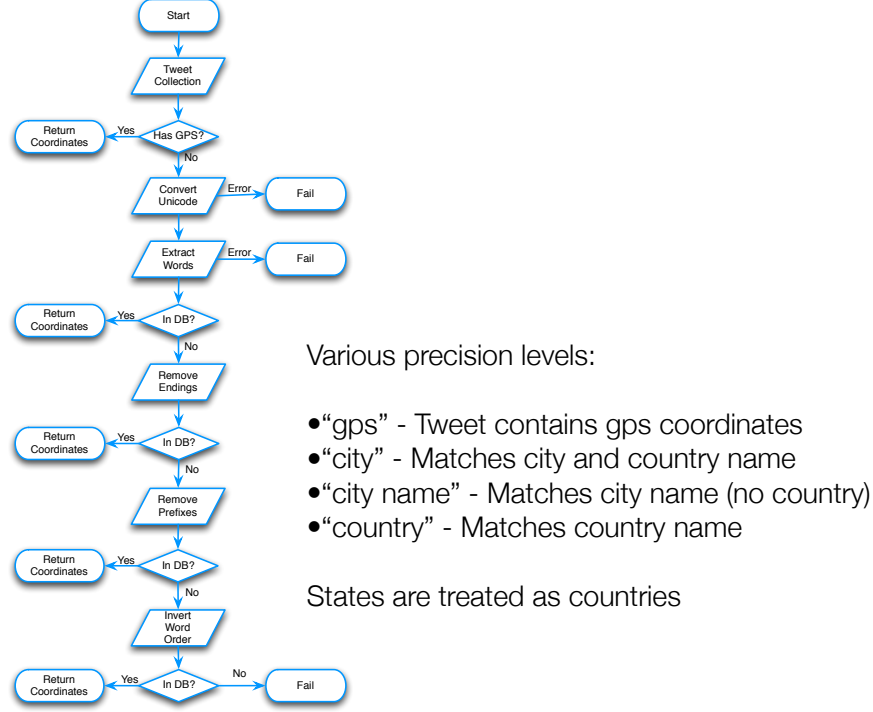 Start
Tweet
Collection
Return
Coordinates
Yes
Has GPS?
No
Convert
Unicode
Error
Fail
Extract
Words
Error
Fail
Return
Coordinates
Yes
In DB?
No
Remove
Endings
Return
Coordinates
Yes
In DB?
No
Remove
Prefixes
Return
Coordinates
Yes
In DB?
No
Invert
Word
Order
Return
Coordinates
Yes
In DB?
No
Fail
Various precision levels:
•“gps” - Tweet contains gps coordinates
•“city” - Matches city and country name
•“city name” - Matches city name (no country)
•“country” - Matches country name
States are treated as countries